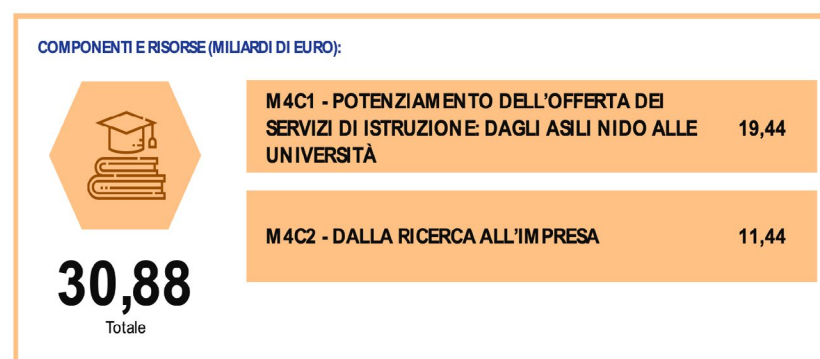 COMPONENTI E RISORSE (MILIARDI DI EURO):
M4C1 - POTENZIAMENTO DELL'OFFERTA DEI
SERVIZI DI ISTRUZIONE: DAGLI ASILI NIDO ALLE 19,44
UNIVERSITÀ
M4C2 - DALLA RICERCA ALL'IMPRESA 11,44
30,88
Totale